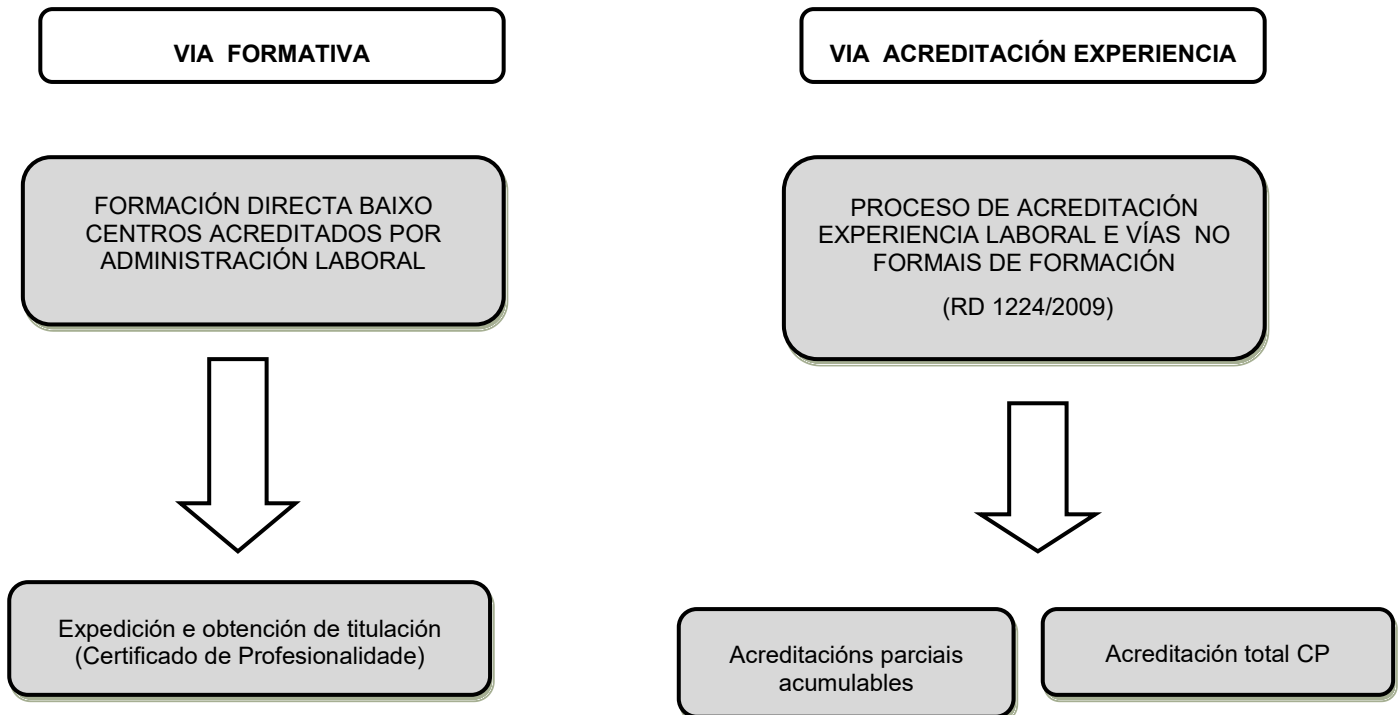 VIA FORMATIVA
FORMACIÓN DIRECTA BAIXO
CENTROS ACREDITADOS POR
ADMINISTRACIÓN LABORAL
Expedición e obtención de titulación
(Certificado de Profesionalidade)
VIA ACREDITACIÓN EXPERIENCIA
PROCESO DE ACREDITACIÓN
EXPERIENCIA LABORAL E VÍAS NO
FORMAIS DE FORMACIÓN
(RD 1224/2009)
Acreditacións parciais
acumulables
Acreditación total CP